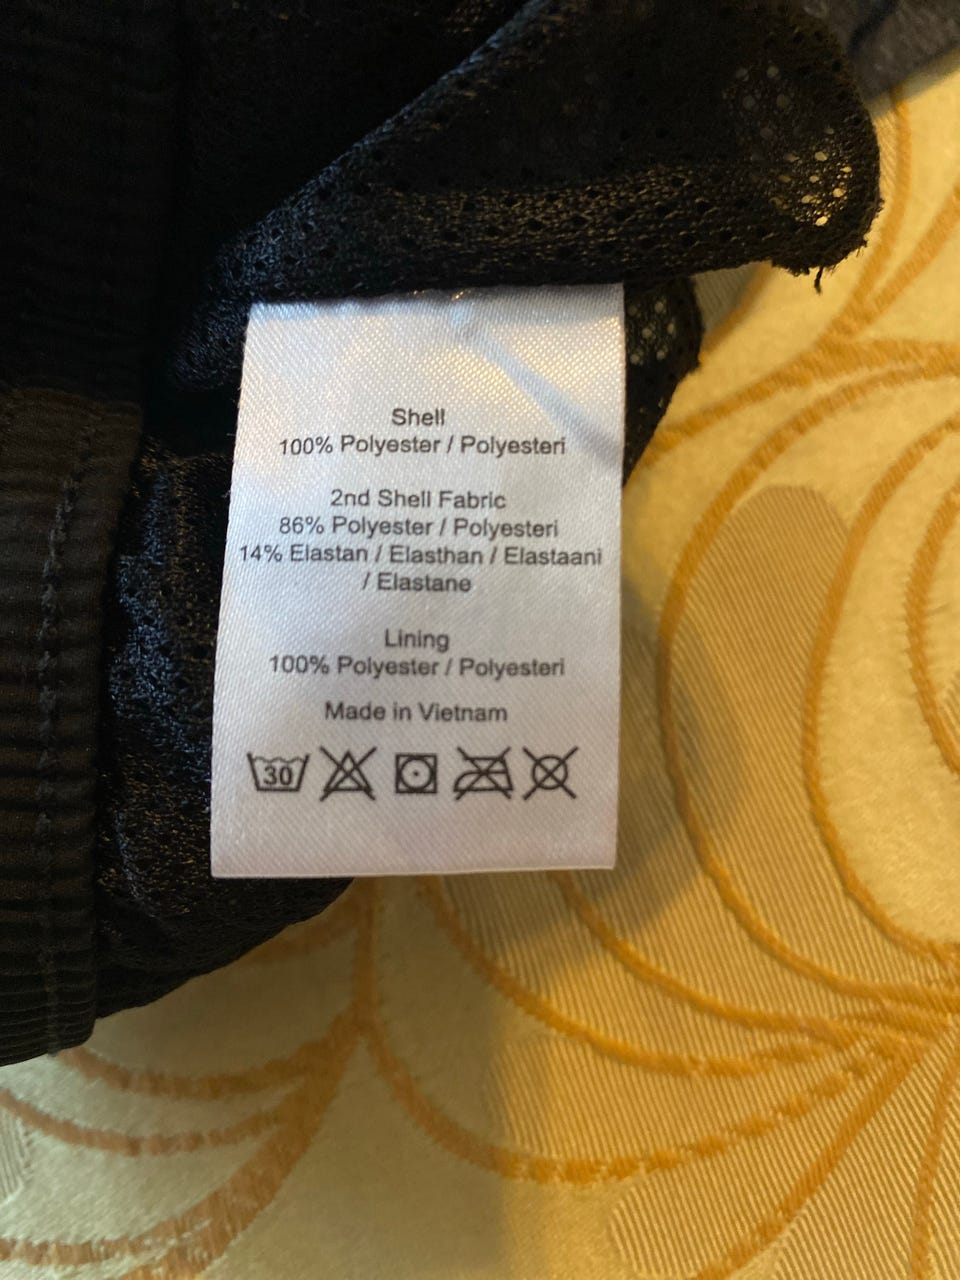 Shell
100% Polyester / Polyesteri
2nd Shell Fabric
86% Polyester / Polyesteri
14% Elastan / Elasthan / Elastaani
/ Elastane
Lining
100% Polyester / Polyesteri
Made in Vietnam
30